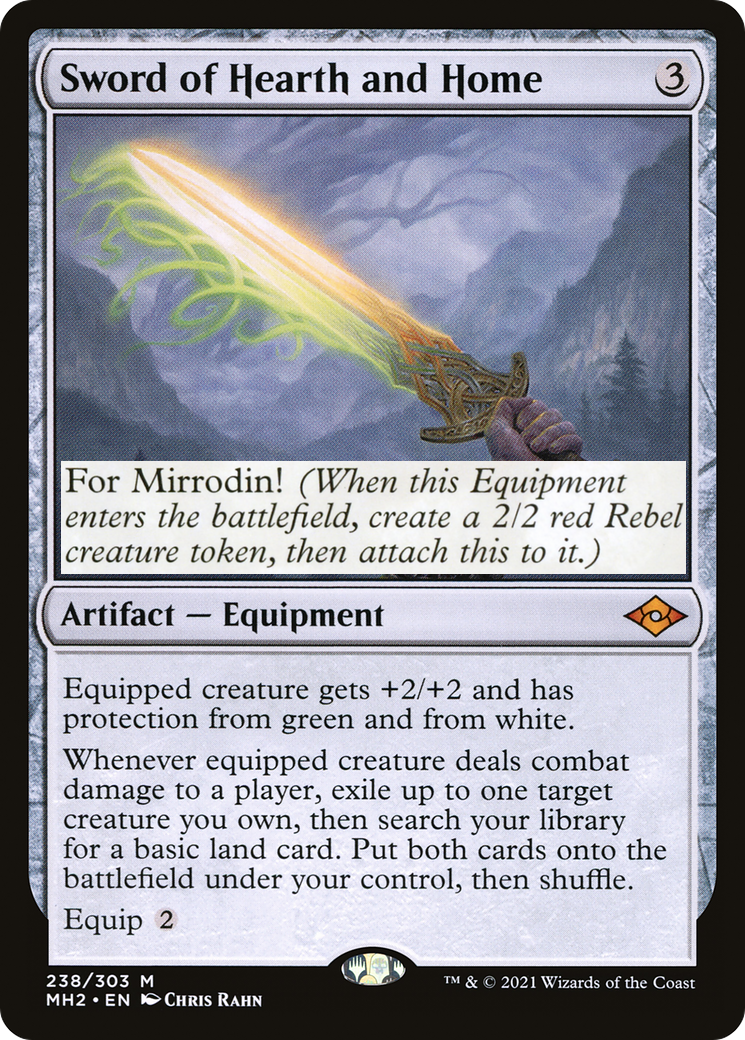 Sword of Hearth and Home 3
For Mirrodin! (When this Equipment
enters the battlefield, create a 2/2 red Rebel
creature token, then attach this to it.)
Artifact — Equipment
Equipped creature gets +2/+2 and has
protection from green and from white.
Whenever equipped creature deals combat
damage to a player, exile up to one target
creature you own, then search your library
for a basic land card. Put both cards onto the
battlefield under your control, then shuffle.
Equip 2
238/303 M
MH2 • EN Chris Rahn
™ & © 2021 Wizards of the Coast